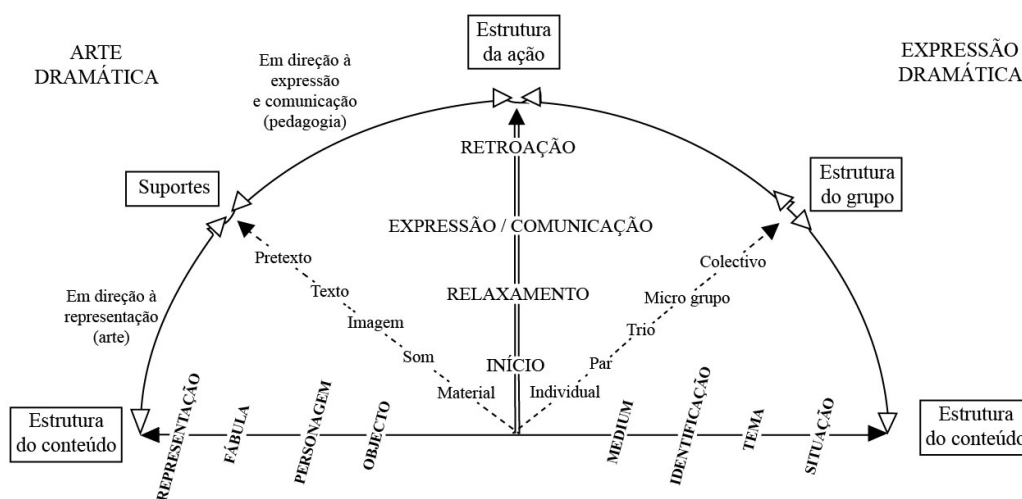 ARTE
DRAMÁTICA
Em direção à
expressão
e comunicação
(pedagogia)
Estrutura
da ação
EXPRESSÃO
DRAMÁTICA
Suportes
RETROAÇÃO
Estrutura
do grupo
EXPRESSÃO / COMUNICAÇÃO
Pretexto
Colectivo
Em direção à
representação
(arte)
Texto
RELAXAMENTO
Micro grupo
Imagem
Trio
Som
INÍCIO
Par
Material
Individual
Estrutura
do conteúdo
REPRESENTAÇÃO
FÁBULA
PERSONAGEM
OBJECTO
MEDIUM
IDENTIFICAÇÃO
TEMA
SITUAÇÃO
Estrutura
do conteúdo